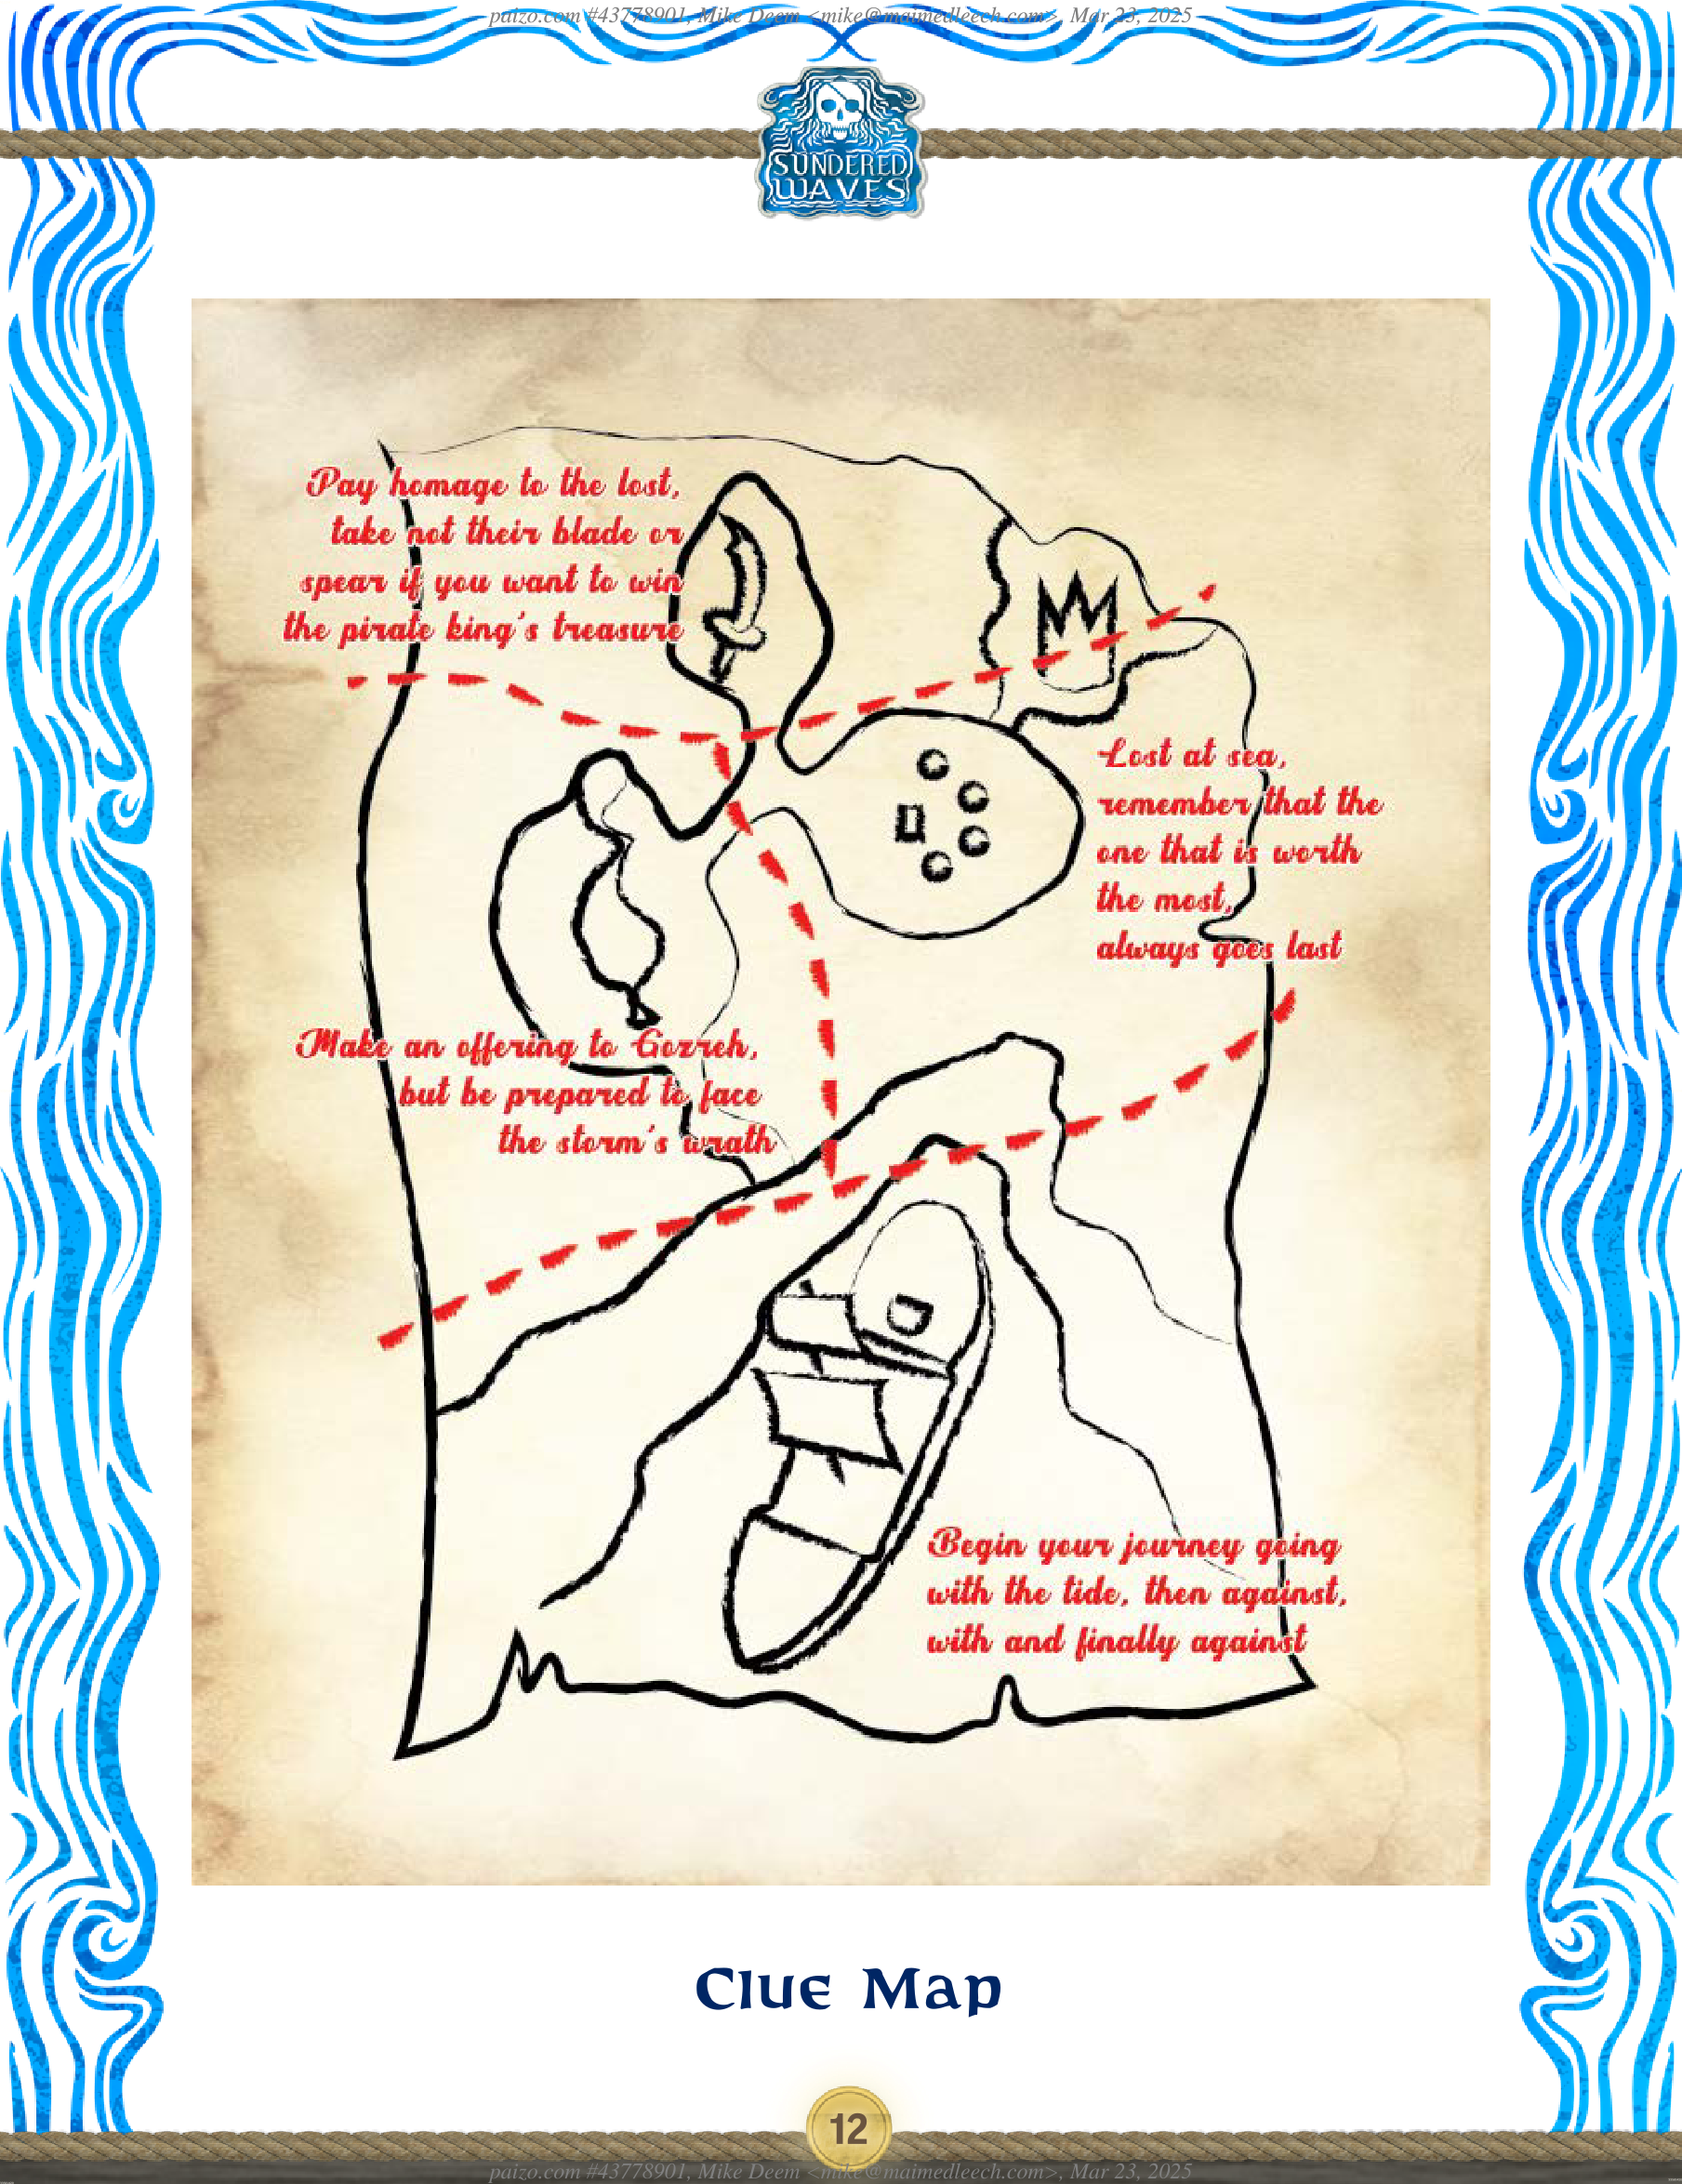 paizo.com #43778901, Mike Deem <mike@maimedleech.com>, Mar 23, 2025
SUNDERED
WAVES
Pay homage to the lost,
take not their blade or
spear if you want to win
the pirate king's treasure
Lost at sea,
remember that the
one that is worth
the most,
always goes last
Make an offering to Gozreh,
but be prepared to face
the storm's wrath
Begin your journey going
with the tide, then against,
with and finally against
Clue Map
12
paizo.com #43778901, Mike Deem <mike@maimedleech.com>, Mar 23, 2025